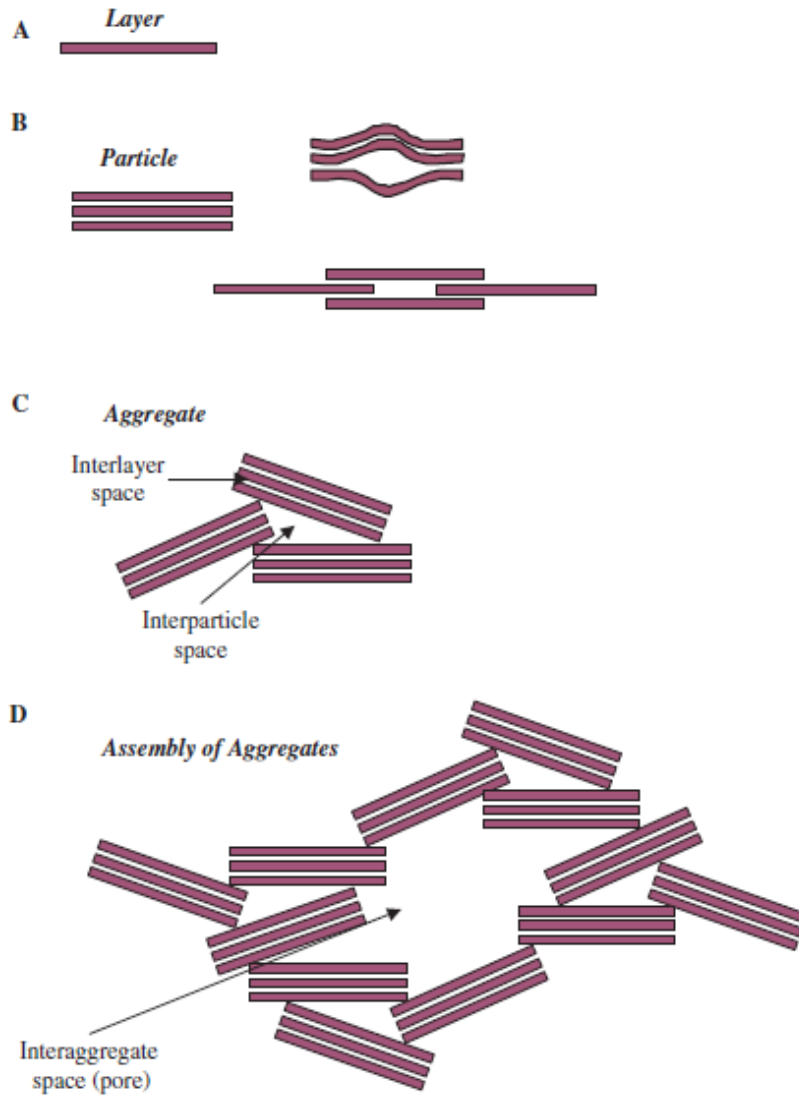 A
Layer
B
Particle
C
Aggregate
Interlayer
space
Interparticle
space
D
Assembly of Aggregates
Interaggregate
space (pore)